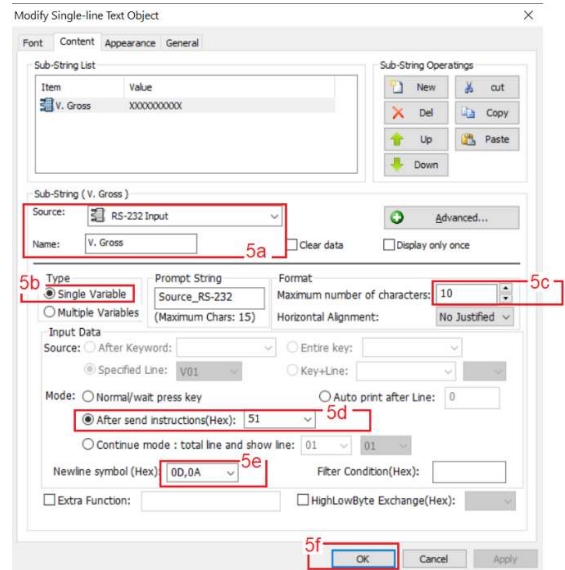 Modify Single-line Text Object
Font Content Appearance General
Sub-String List
Sub-String Operatings
Item Value
V. Gross XXXXXXXXXX
New cut
Del Copy
Up Paste
Down
Sub-String ( V. Gross )
Source: RS-232 Input
Advanced...
Name: V. Gross
5a
Clear data
Display only once
5b
Type
Prompt String
Format
5c
Single Variable
Source_RS-232
Maximum number of characters: 10
Multiple Variables
(Maximum Chars: 15)
Horizontal Alignment: No Justified
Input Data
Source: After Keyword: Entire key:
Specified Line: V01 Key+Line:
Mode: Normal/wait press key Auto print after Line: 0
After send instructions(Hex): 51 5d
Continue mode : total line and show line: 01 01
5e
Newline symbol (Hex): 0D,0A Filter Condition(Hex):
Extra Function: HighLowByte Exchange(Hex):
5f
OK Cancel Apply